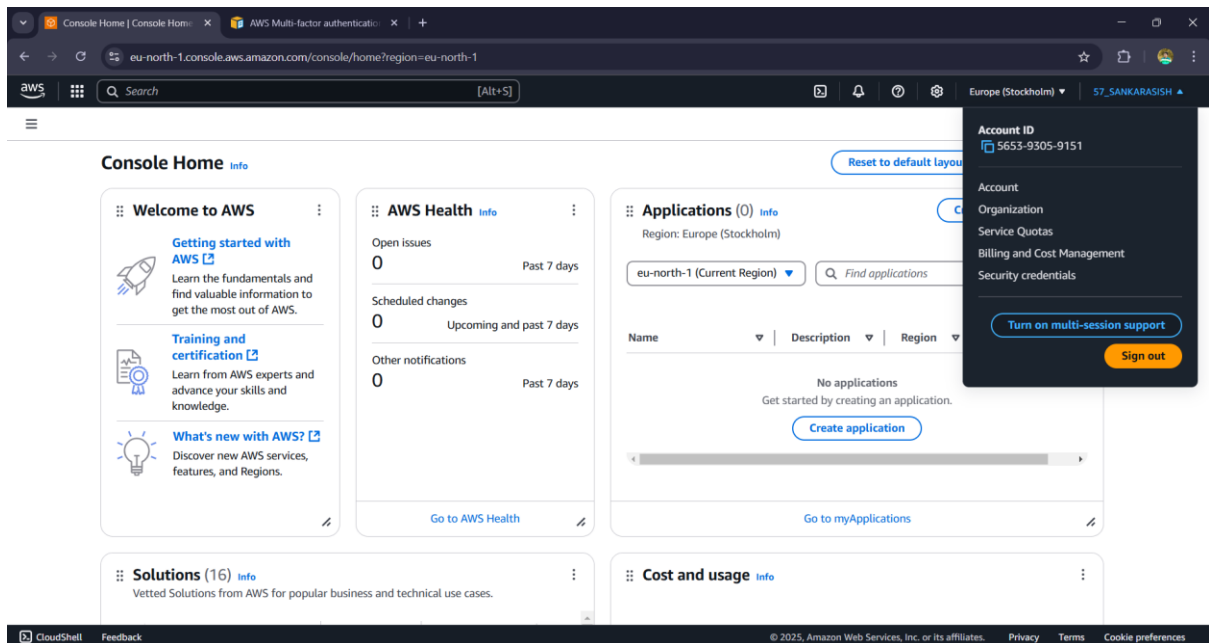 Console Home | Console Home
AWS Multi-factor authenticatio
eu-north-1.console.aws.amazon.com/console/home?region=eu-north-1
aws
Search
[Alt+S]
Europe (Stockholm)
57_SANKARASISH
Account ID
5653-9305-9151
Account
Organization
Service Quotas
Billing and Cost Management
Security credentials
Turn on multi-session support
Sign out
Console Home Info
Reset to default layou
Welcome to AWS
Getting started with
AWS
Learn the fundamentals and
find valuable information to
get the most out of AWS.
Training and
certification
Learn from AWS experts and
advance your skills and
knowledge.
What's new with AWS?
Discover new AWS services,
features, and Regions.
AWS Health Info
Open issues
0
Past 7 days
Scheduled changes
0
Upcoming and past 7 days
Other notifications
0
Past 7 days
Go to AWS Health
Applications (0) Info
Region: Europe (Stockholm)
eu-north-1 (Current Region)
Find applications
Name
Description
Region
No applications
Get started by creating an application.
Create application
Go to myApplications
Solutions (16) Info
Vetted Solutions from AWS for popular business and technical use cases.
Cost and usage Info
CloudShell
Feedback
© 2025, Amazon Web Services, Inc. or its affiliates.
Privacy
Terms
Cookie preferences